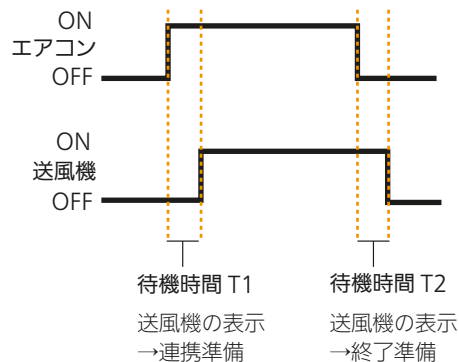 ON
エアコン
OFF
ON
送風機
OFF
待機時間 T1
送風機の表示
→連携準備
待機時間 T2
送風機の表示
→終了準備